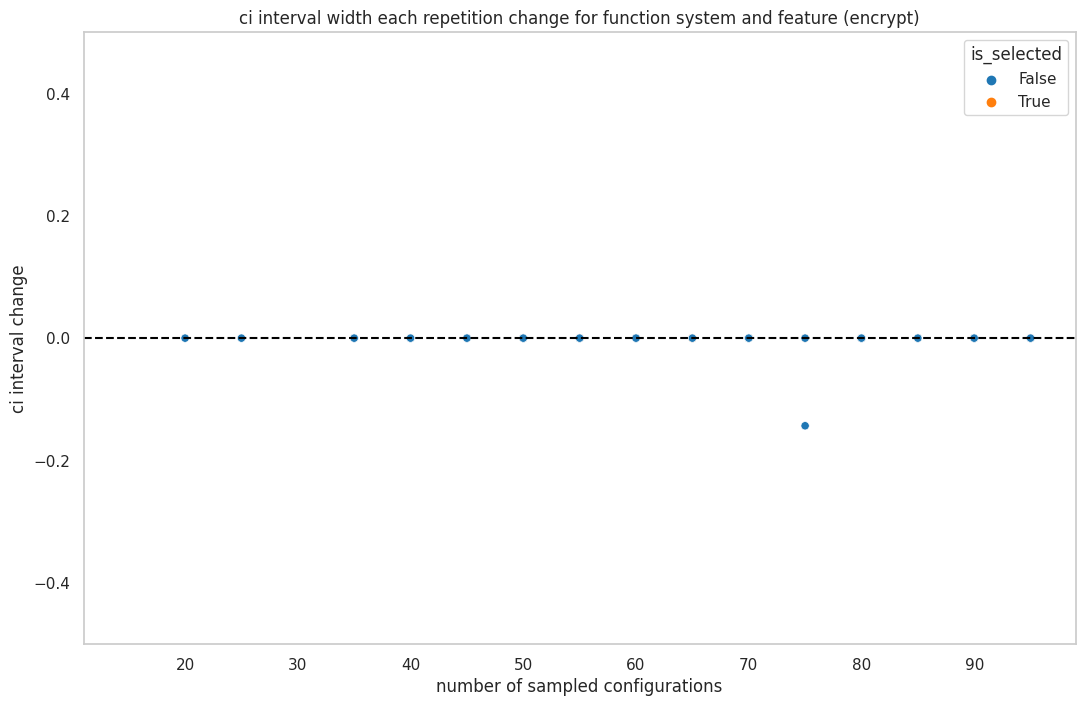 ci interval width each repetition change for function system and feature (encrypt)
is_selected
False
True
0.4
0.2
0.0
−0.2
−0.4
ci interval change
20 30 40 50 60 70 80 90
number of sampled configurations